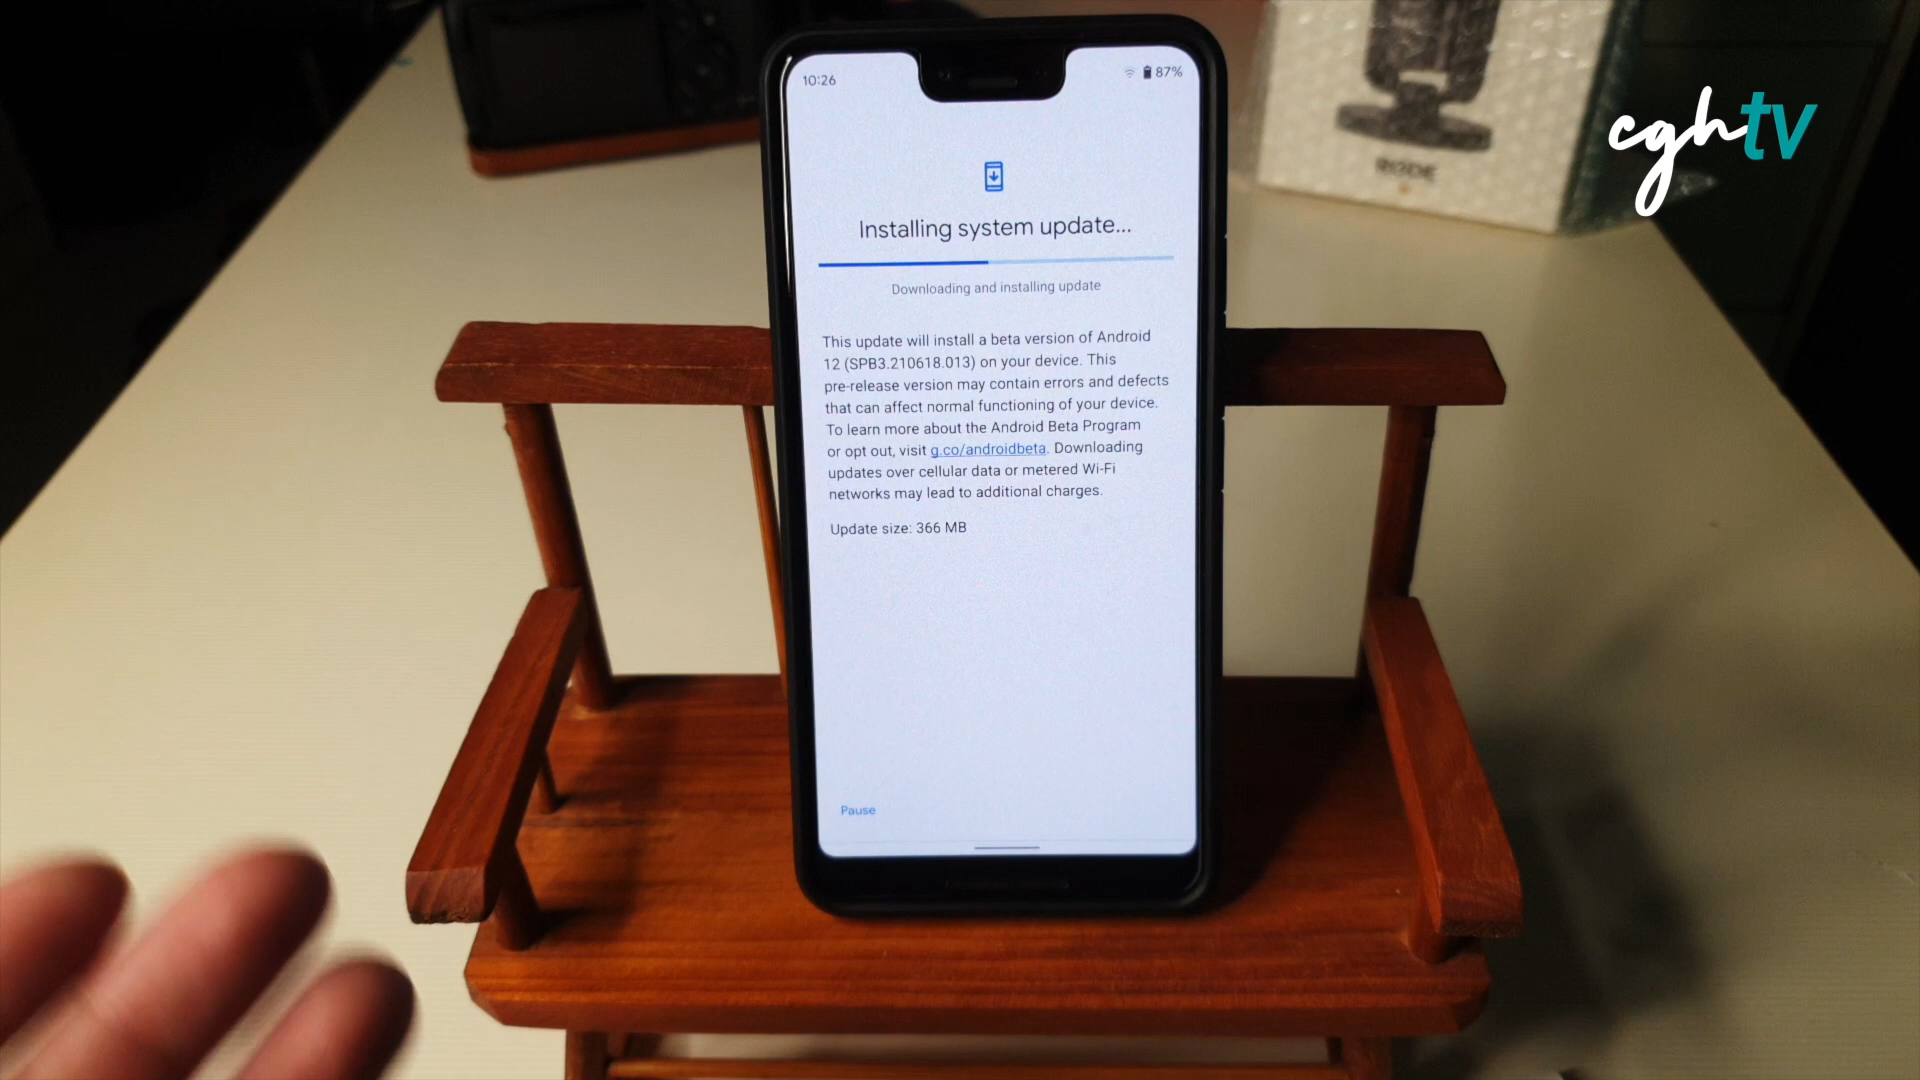 10:26
87%
cghtv
RØDE
Installing system update...
Downloading and installing update
This update will install a beta version of Android
12 (SPB3.210618.013) on your device. This
pre-release version may contain errors and defects
that can affect normal functioning of your device.
To learn more about the Android Beta Program
or opt out, visit g.co/androidbeta. Downloading
updates over cellular data or metered Wi-Fi
networks may lead to additional charges.
Update size: 366 MB
Pause